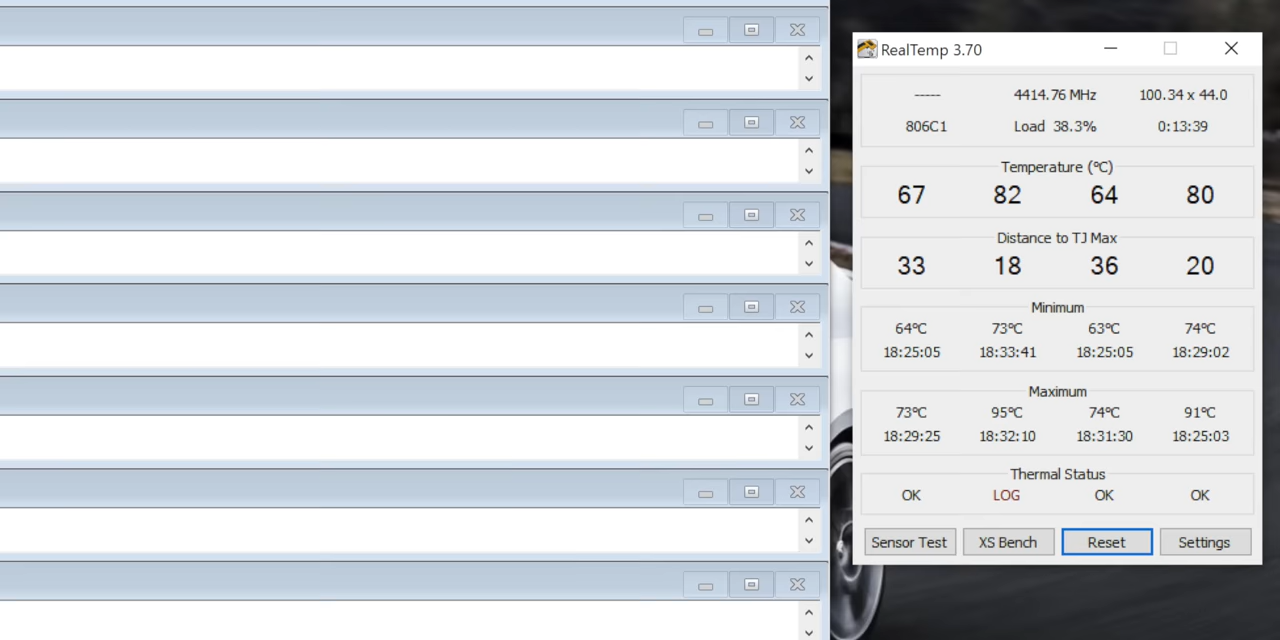 RealTemp 3.70
----- 4414.76 MHz 100.34 x 44.0
806C1 Load 38.3% 0:13:39
Temperature (°C)
67 82 64 80
Distance to TJ Max
33 18 36 20
Minimum
64°C 73°C 63°C 74°C
18:25:05 18:33:41 18:25:05 18:29:02
Maximum
73°C 95°C 74°C 91°C
18:29:25 18:32:10 18:31:30 18:25:03
Thermal Status
OK LOG OK OK
Sensor Test XS Bench Reset Settings